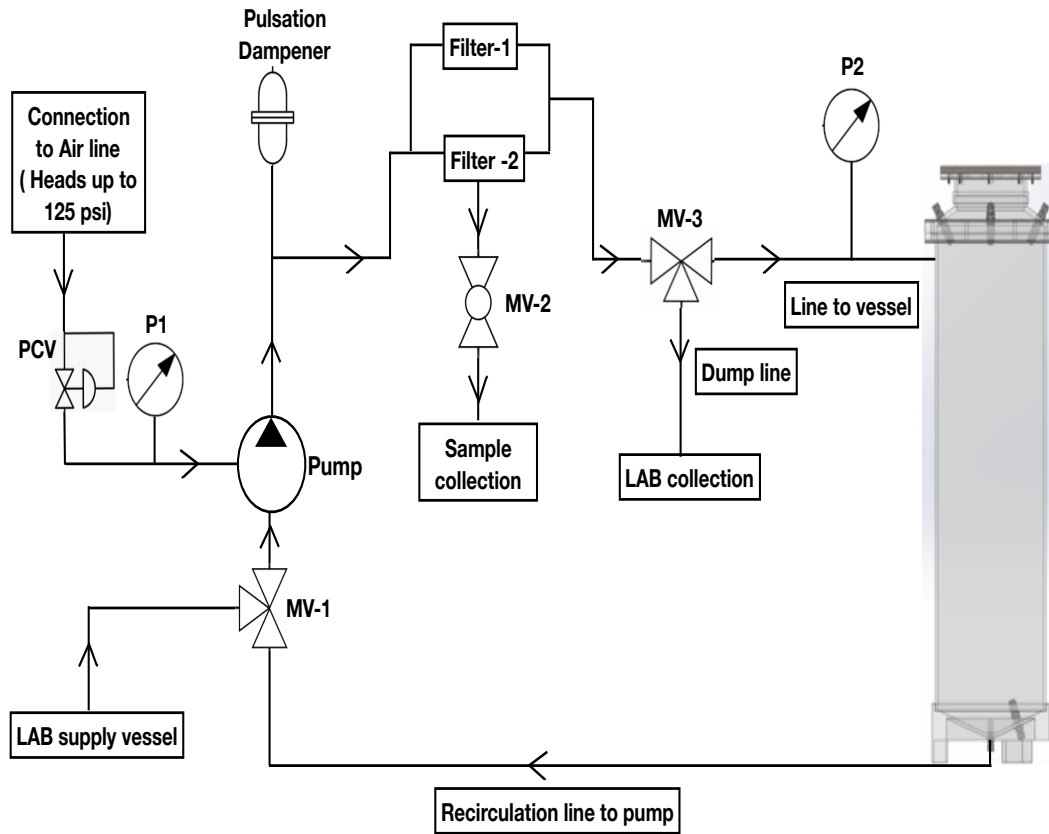 Pulsation
Dampener
Filter-1
P2
Connection
to Air line
( Heads up to
125 psi)
Filter -2
MV-3
MV-2
Line to vessel
P1
PCV
Dump line
Sample
collection
Pump
LAB collection
MV-1
LAB supply vessel
Recirculation line to pump